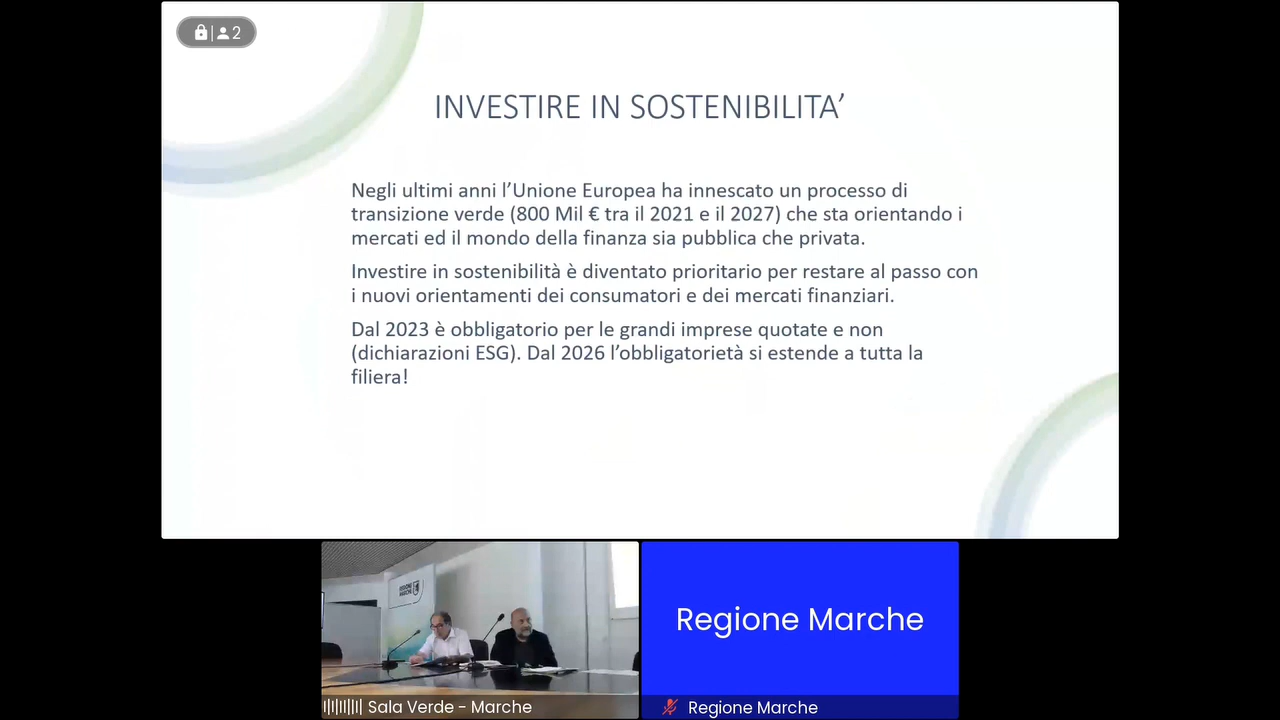 2
INVESTIRE IN SOSTENIBILITA’
Negli ultimi anni l’Unione Europea ha innescato un processo di
transizione verde (800 Mil € tra il 2021 e il 2027) che sta orientando i
mercati ed il mondo della finanza sia pubblica che privata.
Investire in sostenibilità è diventato prioritario per restare al passo con
i nuovi orientamenti dei consumatori e dei mercati finanziari.
Dal 2023 è obbligatorio per le grandi imprese quotate e non
(dichiarazioni ESG). Dal 2026 l’obbligatorietà si estende a tutta la
filiera!
REGIONE
MARCHE
Sala Verde - Marche
Regione Marche
Regione Marche